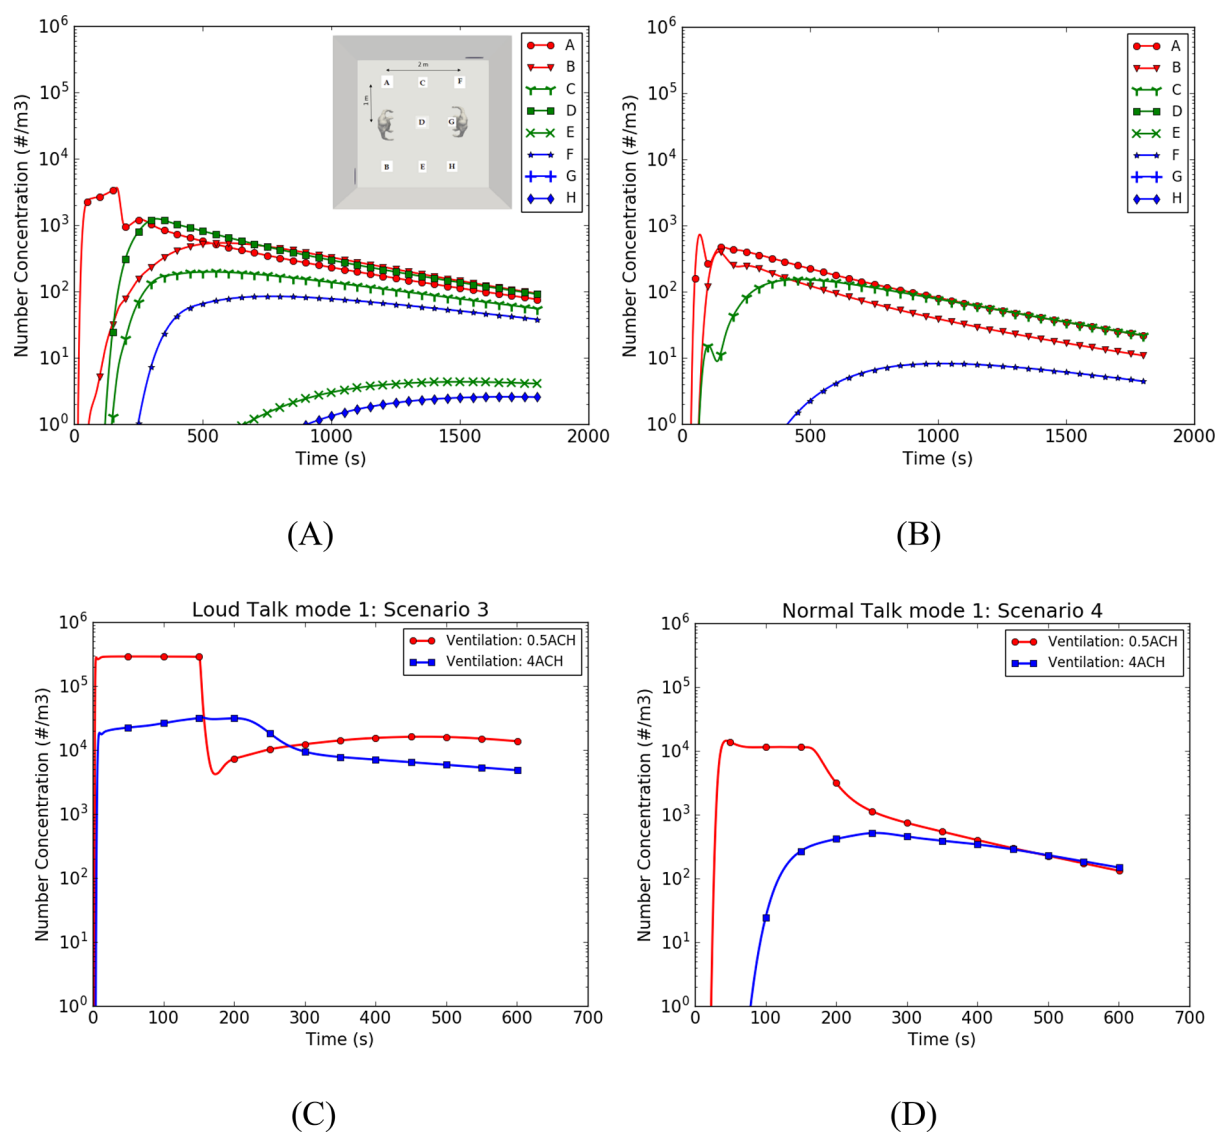 10^6
10^5
10^4
10^3
10^2
10^1
10^0
Number Concentration (#/m3)
0 500 1000 1500 2000
Time (s)
2 m
1 m
A C F
D G
B E H
A
B
C
D
E
F
G
H
(A)
10^6
10^5
10^4
10^3
10^2
10^1
10^0
Number Concentration (#/m3)
0 500 1000 1500 2000
Time (s)
A
B
C
D
E
F
G
H
(B)
Loud Talk mode 1: Scenario 3
10^6
10^5
10^4
10^3
10^2
10^1
10^0
Number Concentration (#/m3)
Ventilation: 0.5ACH
Ventilation: 4ACH
0 100 200 300 400 500 600 700
Time (s)
(C)
Normal Talk mode 1: Scenario 4
10^6
10^5
10^4
10^3
10^2
10^1
10^0
Number Concentration (#/m3)
Ventilation: 0.5ACH
Ventilation: 4ACH
0 100 200 300 400 500 600 700
Time (s)
(D)